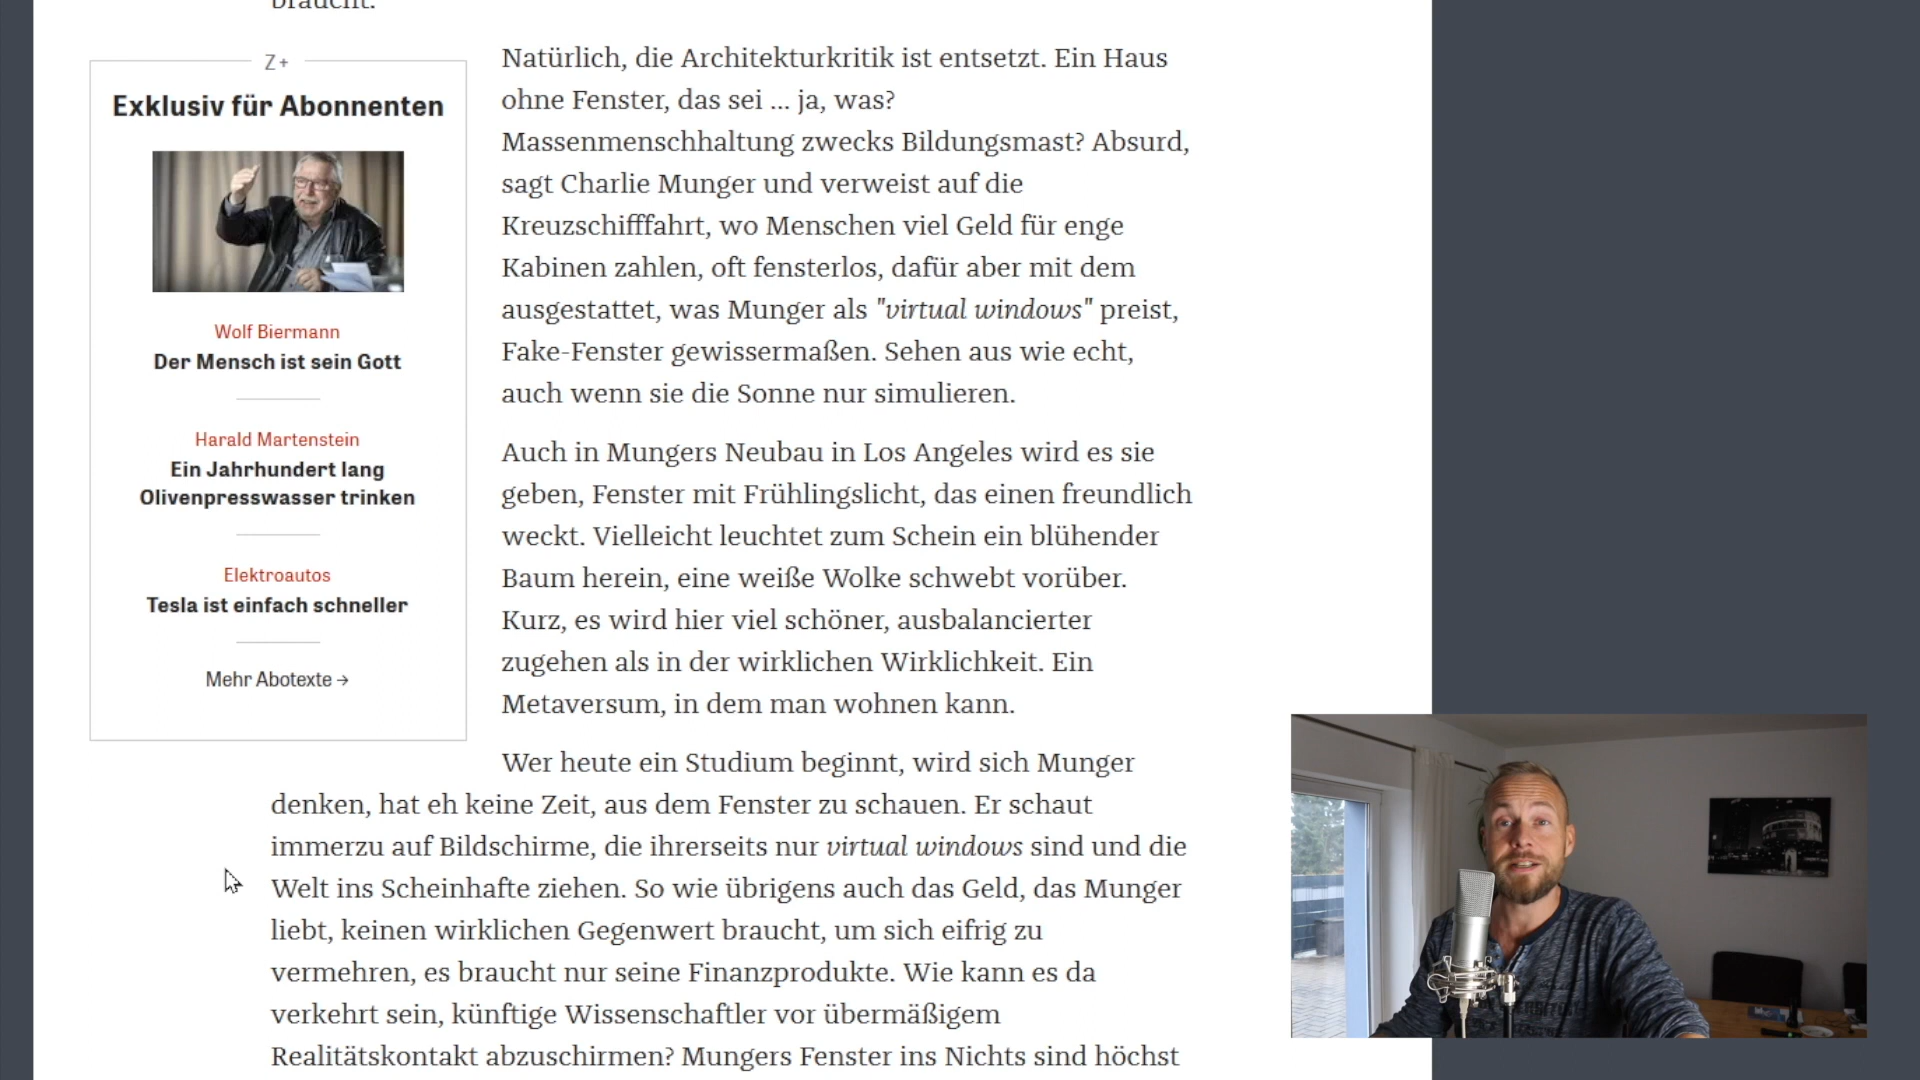 braucht.
Z+
Exklusiv für Abonnenten
Wolf Biermann
Der Mensch ist sein Gott
Harald Martenstein
Ein Jahrhundert lang
Olivenpresswasser trinken
Elektroautos
Tesla ist einfach schneller
Mehr Abotexte →
Natürlich, die Architekturkritik ist entsetzt. Ein Haus
ohne Fenster, das sei ... ja, was?
Massenmenschhaltung zwecks Bildungsmast? Absurd,
sagt Charlie Munger und verweist auf die
Kreuzschifffahrt, wo Menschen viel Geld für enge
Kabinen zahlen, oft fensterlos, dafür aber mit dem
ausgestattet, was Munger als "virtual windows" preist,
Fake-Fenster gewissermaßen. Sehen aus wie echt,
auch wenn sie die Sonne nur simulieren.
Auch in Mungers Neubau in Los Angeles wird es sie
geben, Fenster mit Frühlingslicht, das einen freundlich
weckt. Vielleicht leuchtet zum Schein ein blühender
Baum herein, eine weiße Wolke schwebt vorüber.
Kurz, es wird hier viel schöner, ausbalancierter
zugehen als in der wirklichen Wirklichkeit. Ein
Metaversum, in dem man wohnen kann.
Wer heute ein Studium beginnt, wird sich Munger
denken, hat eh keine Zeit, aus dem Fenster zu schauen. Er schaut
immerzu auf Bildschirme, die ihrerseits nur virtual windows sind und die
Welt ins Scheinhafte ziehen. So wie übrigens auch das Geld, das Munger
liebt, keinen wirklichen Gegenwert braucht, um sich eifrig zu
vermehren, es braucht nur seine Finanzprodukte. Wie kann es da
verkehrt sein, künftige Wissenschaftler vor übermäßigem
Realitätskontakt abzuschirmen? Mungers Fenster ins Nichts sind höchst